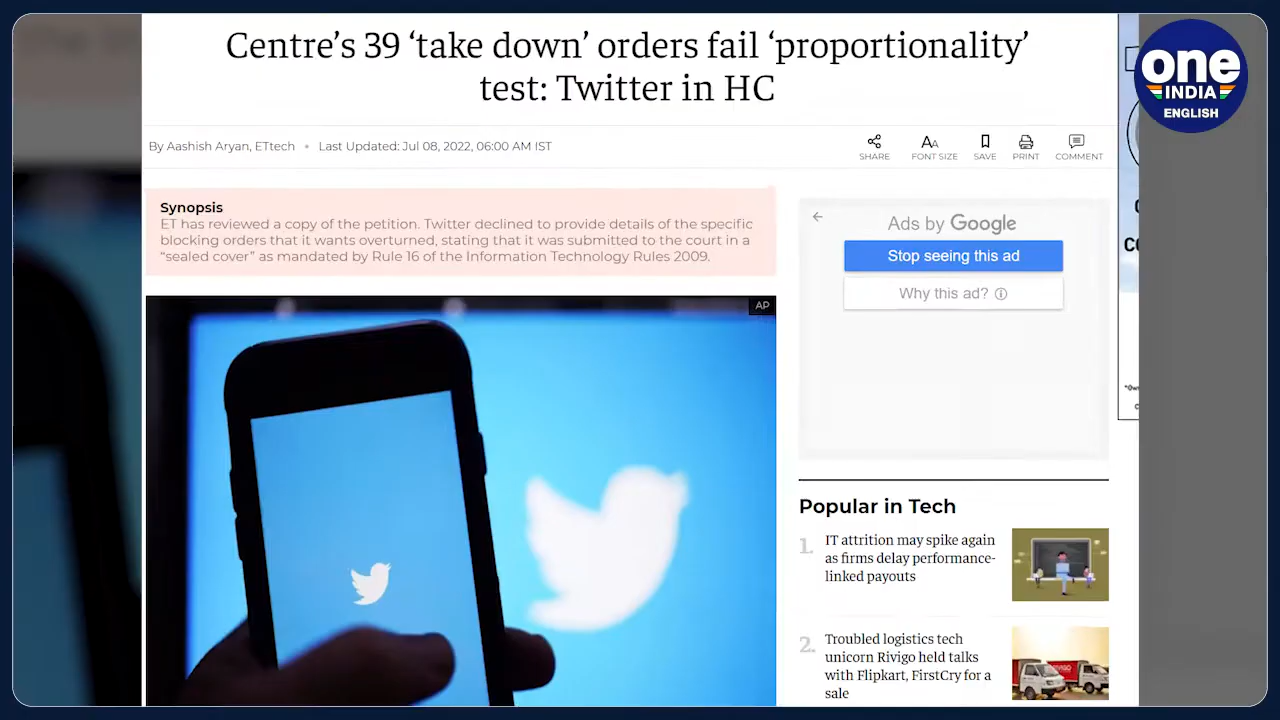 Centre’s 39 ‘take down’ orders fail ‘proportionality’
test: Twitter in HC
one
INDIA
ENGLISH
By Aashish Aryan, ETtech • Last Updated: Jul 08, 2022, 06:00 AM IST
SHARE
FONT SIZE
SAVE
PRINT
COMMENT
Synopsis
ET has reviewed a copy of the petition. Twitter declined to provide details of the specific
blocking orders that it wants overturned, stating that it was submitted to the court in a
“sealed cover” as mandated by Rule 16 of the Information Technology Rules 2009.
AP
Ads by Google
Stop seeing this ad
Why this ad?
Popular in Tech
1. IT attrition may spike again
as firms delay performance-
linked payouts
2. Troubled logistics tech
unicorn Rivigo held talks
with Flipkart, FirstCry for a
sale